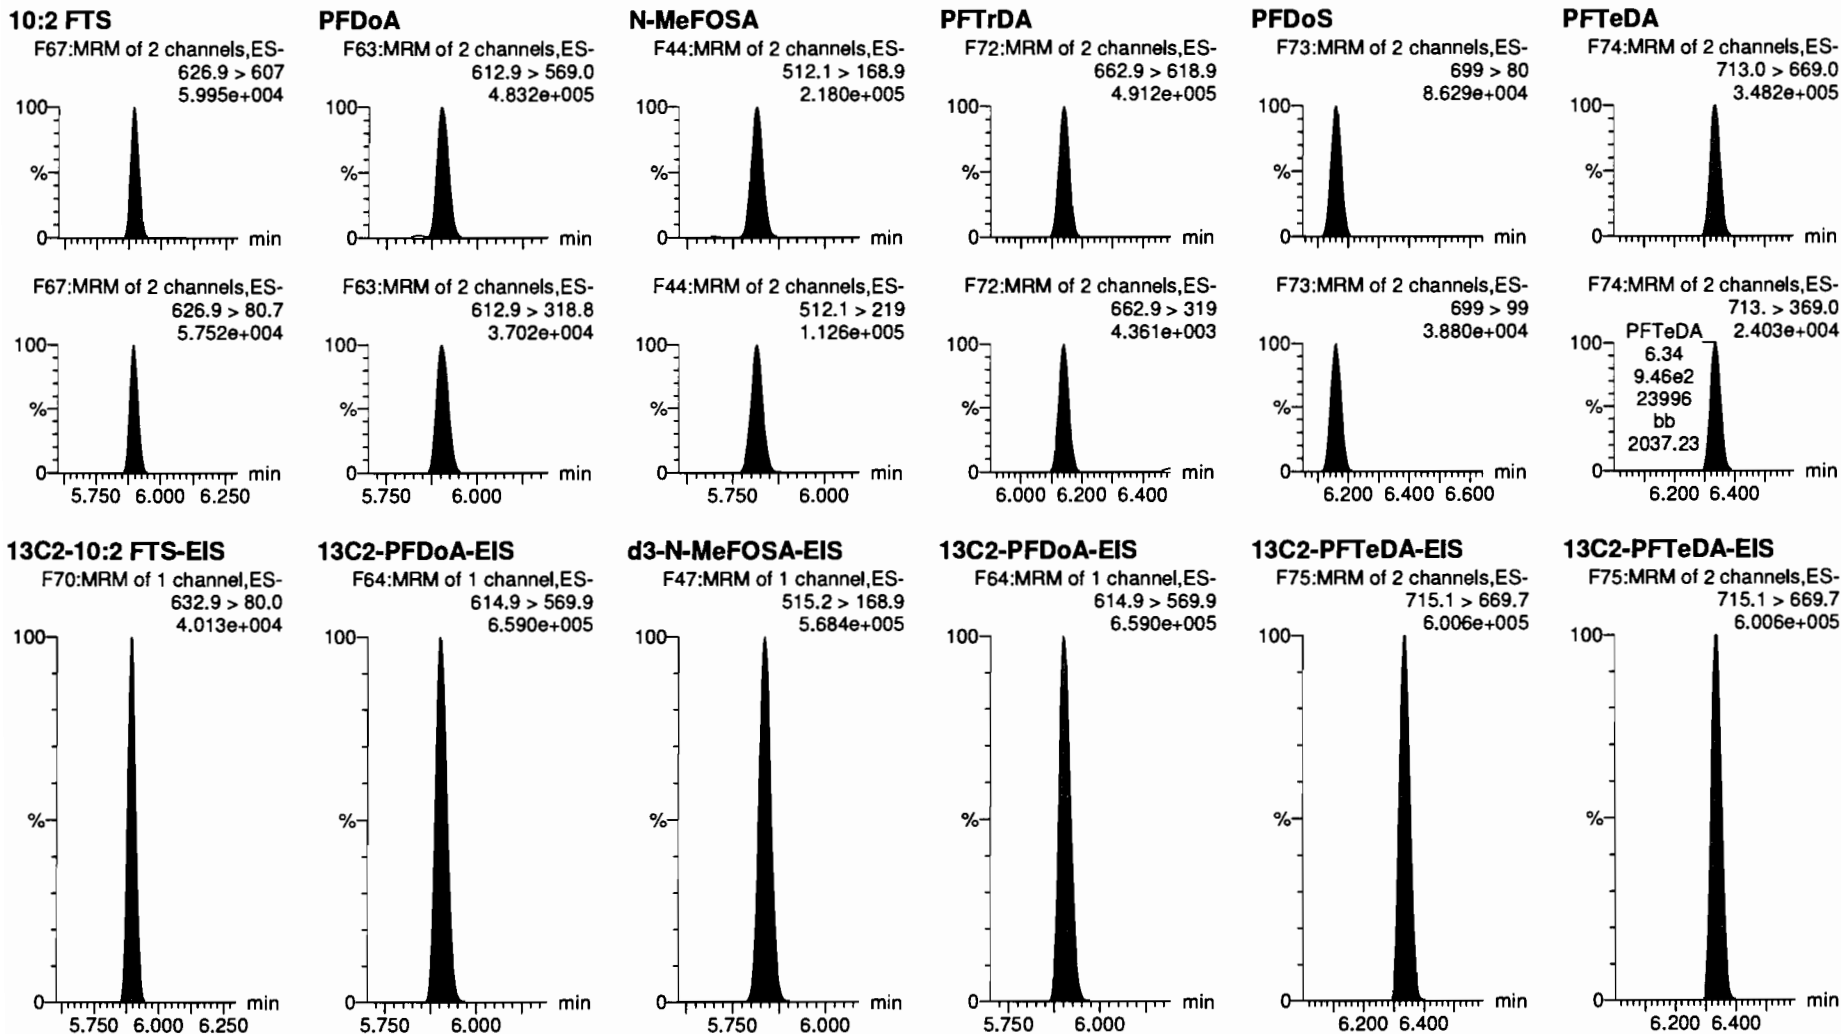 10:2 FTS
F67:MRM of 2 channels,ES-
626.9 > 607
5.995e+004
100
%
0
min
PFDoA
F63:MRM of 2 channels,ES-
612.9 > 569.0
4.832e+005
100
%
0
min
N-MeFOSA
F44:MRM of 2 channels,ES-
512.1 > 168.9
2.180e+005
100
%
0
min
PFTrDA
F72:MRM of 2 channels,ES-
662.9 > 618.9
4.912e+005
100
%
0
min
PFDoS
F73:MRM of 2 channels,ES-
699 > 80
8.629e+004
100
%
0
min
PFTeDA
F74:MRM of 2 channels,ES-
713.0 > 669.0
3.482e+005
100
%
0
min
F67:MRM of 2 channels,ES-
626.9 > 80.7
5.752e+004
100
%
0
min
5.750 6.000 6.250
F63:MRM of 2 channels,ES-
612.9 > 318.8
3.702e+004
100
%
0
min
5.750 6.000
F44:MRM of 2 channels,ES-
512.1 > 219
1.126e+005
100
%
0
min
5.750 6.000
F72:MRM of 2 channels,ES-
662.9 > 319
4.361e+003
100
%
0
min
6.000 6.200 6.400
F73:MRM of 2 channels,ES-
699 > 99
3.880e+004
100
%
0
min
6.200 6.400 6.600
F74:MRM of 2 channels,ES-
713. > 369.0
2.403e+004
PFTeDA
6.34
9.46e2
23996
bb
2037.23
100
%
0
min
6.200 6.400
13C2-10:2 FTS-EIS
F70:MRM of 1 channel,ES-
632.9 > 80.0
4.013e+004
100
%
0
min
5.750 6.000 6.250
13C2-PFDoA-EIS
F64:MRM of 1 channel,ES-
614.9 > 569.9
6.590e+005
100
%
0
min
5.750 6.000
d3-N-MeFOSA-EIS
F47:MRM of 1 channel,ES-
515.2 > 168.9
5.684e+005
100
%
0
min
5.750 6.000
13C2-PFDoA-EIS
F64:MRM of 1 channel,ES-
614.9 > 569.9
6.590e+005
100
%
0
min
5.750 6.000
13C2-PFTeDA-EIS
F75:MRM of 2 channels,ES-
715.1 > 669.7
6.006e+005
100
%
0
min
6.200 6.400
13C2-PFTeDA-EIS
F75:MRM of 2 channels,ES-
715.1 > 669.7
6.006e+005
100
%
0
min
6.200 6.400